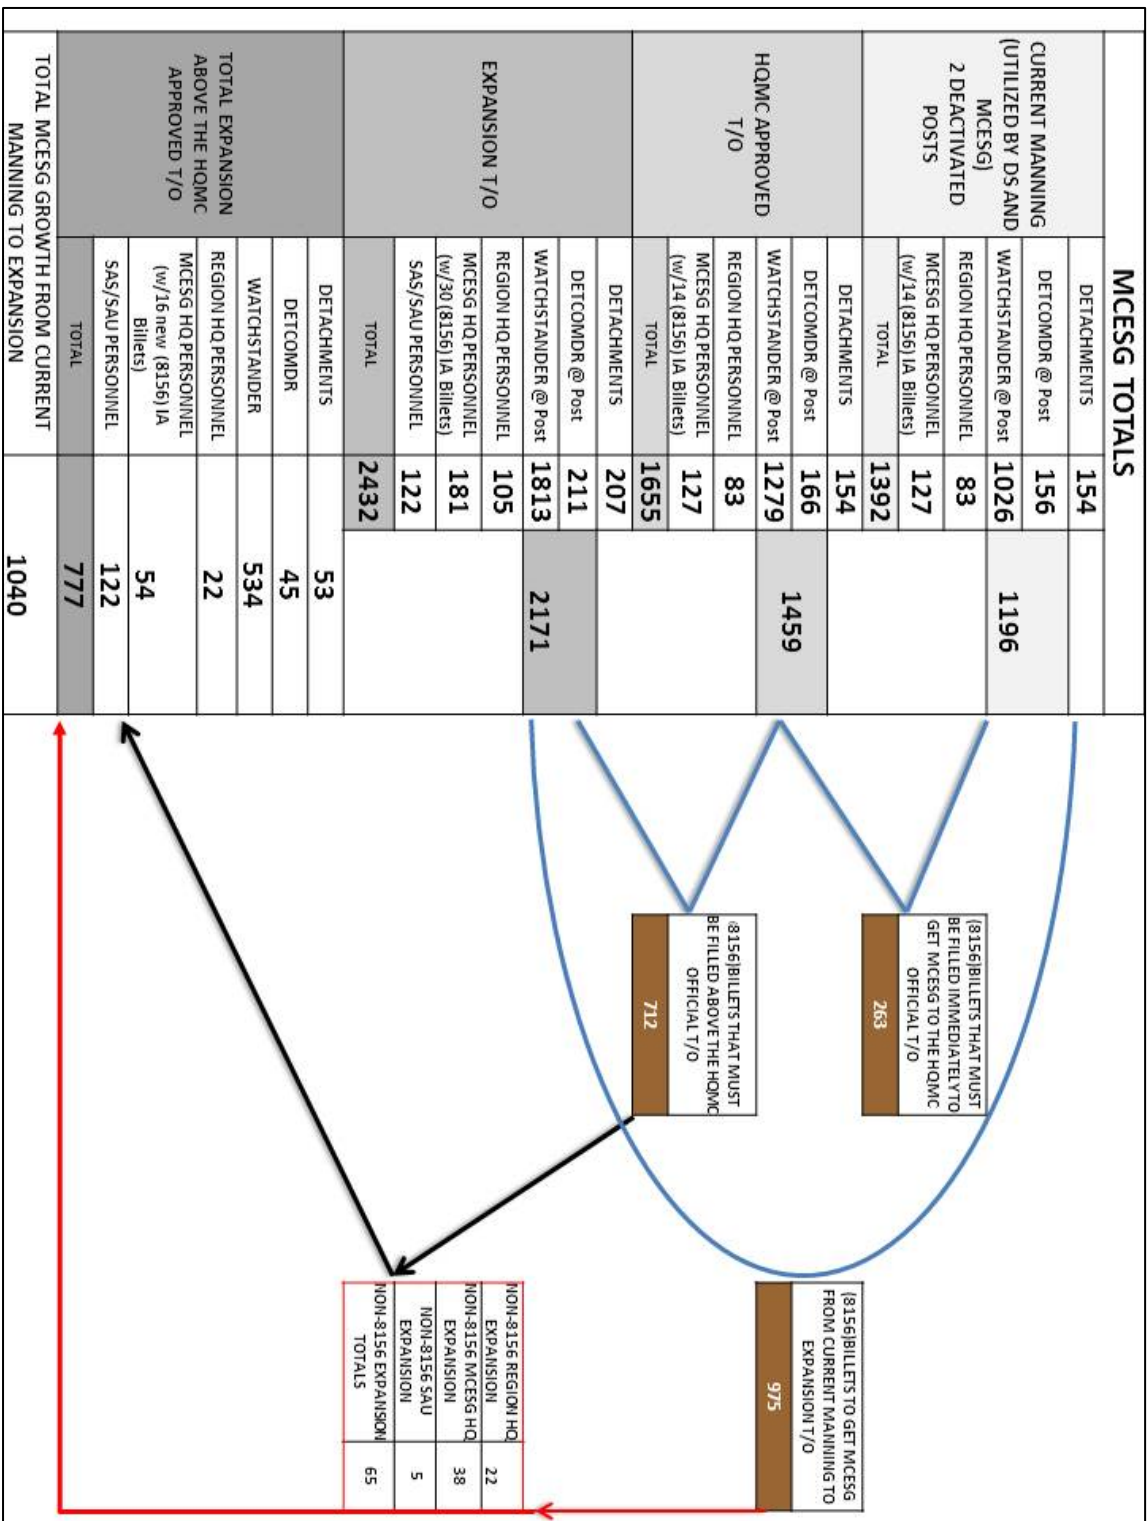 MCESG TOTALS
CURRENT MANNING
(UTILIZED BY DS AND
MCESG)
2 DEACTIVATED
POSTS
DETACHMENTS 154
DETCOMDR @ Post 156
WATCHSTANDER @ Post 1026
1196
REGION HQ PERSONNEL 83
MCESG HQ PERSONNEL
(w/14 (8156) IA Billets) 127
TOTAL 1392
HQMC APPROVED
T/O
DETACHMENTS 154
DETCOMDR @ Post 166
WATCHSTANDER @ Post 1279
1459
REGION HQ PERSONNEL 83
MCESG HQ PERSONNEL
(w/14 (8156) IA Billets) 127
TOTAL 1655
EXPANSION T/O
DETACHMENTS 207
DETCOMDR @ Post 211
WATCHSTANDER @ Post 1813
2171
REGION HQ PERSONNEL 105
MCESG HQ PERSONNEL
(w/30 (8156) IA Billets) 181
SAS/SAU PERSONNEL 122
TOTAL 2432
TOTAL EXPANSION
ABOVE THE HQMC
APPROVED T/O
DETACHMENTS 53
DETCOMDR 45
WATCHSTANDER 534
REGION HQ PERSONNEL 22
MCESG HQ PERSONNEL
(w/16 new (8156) IA
Billets) 54
SAS/SAU PERSONNEL 122
TOTAL 777
TOTAL MCESG GROWTH FROM CURRENT
MANNING TO EXPANSION 1040
(8156)BILLETS THAT MUST
BE FILLED IMMEDIATELY TO
GET MCESG TO THE HQMC
OFFICIAL T/O
263
(8156)BILLETS THAT MUST
BE FILLED ABOVE THE HQMC
OFFICIAL T/O
712
(8156)BILLETS TO GET MCESG
FROM CURRENT MANNING TO
EXPANSION T/O
975
NON-8156 REGION HQ
EXPANSION 22
NON-8156 MCESG HQ
EXPANSION 38
NON-8156 SAU
EXPANSION 5
NON-8156 EXPANSION
TOTALS 65